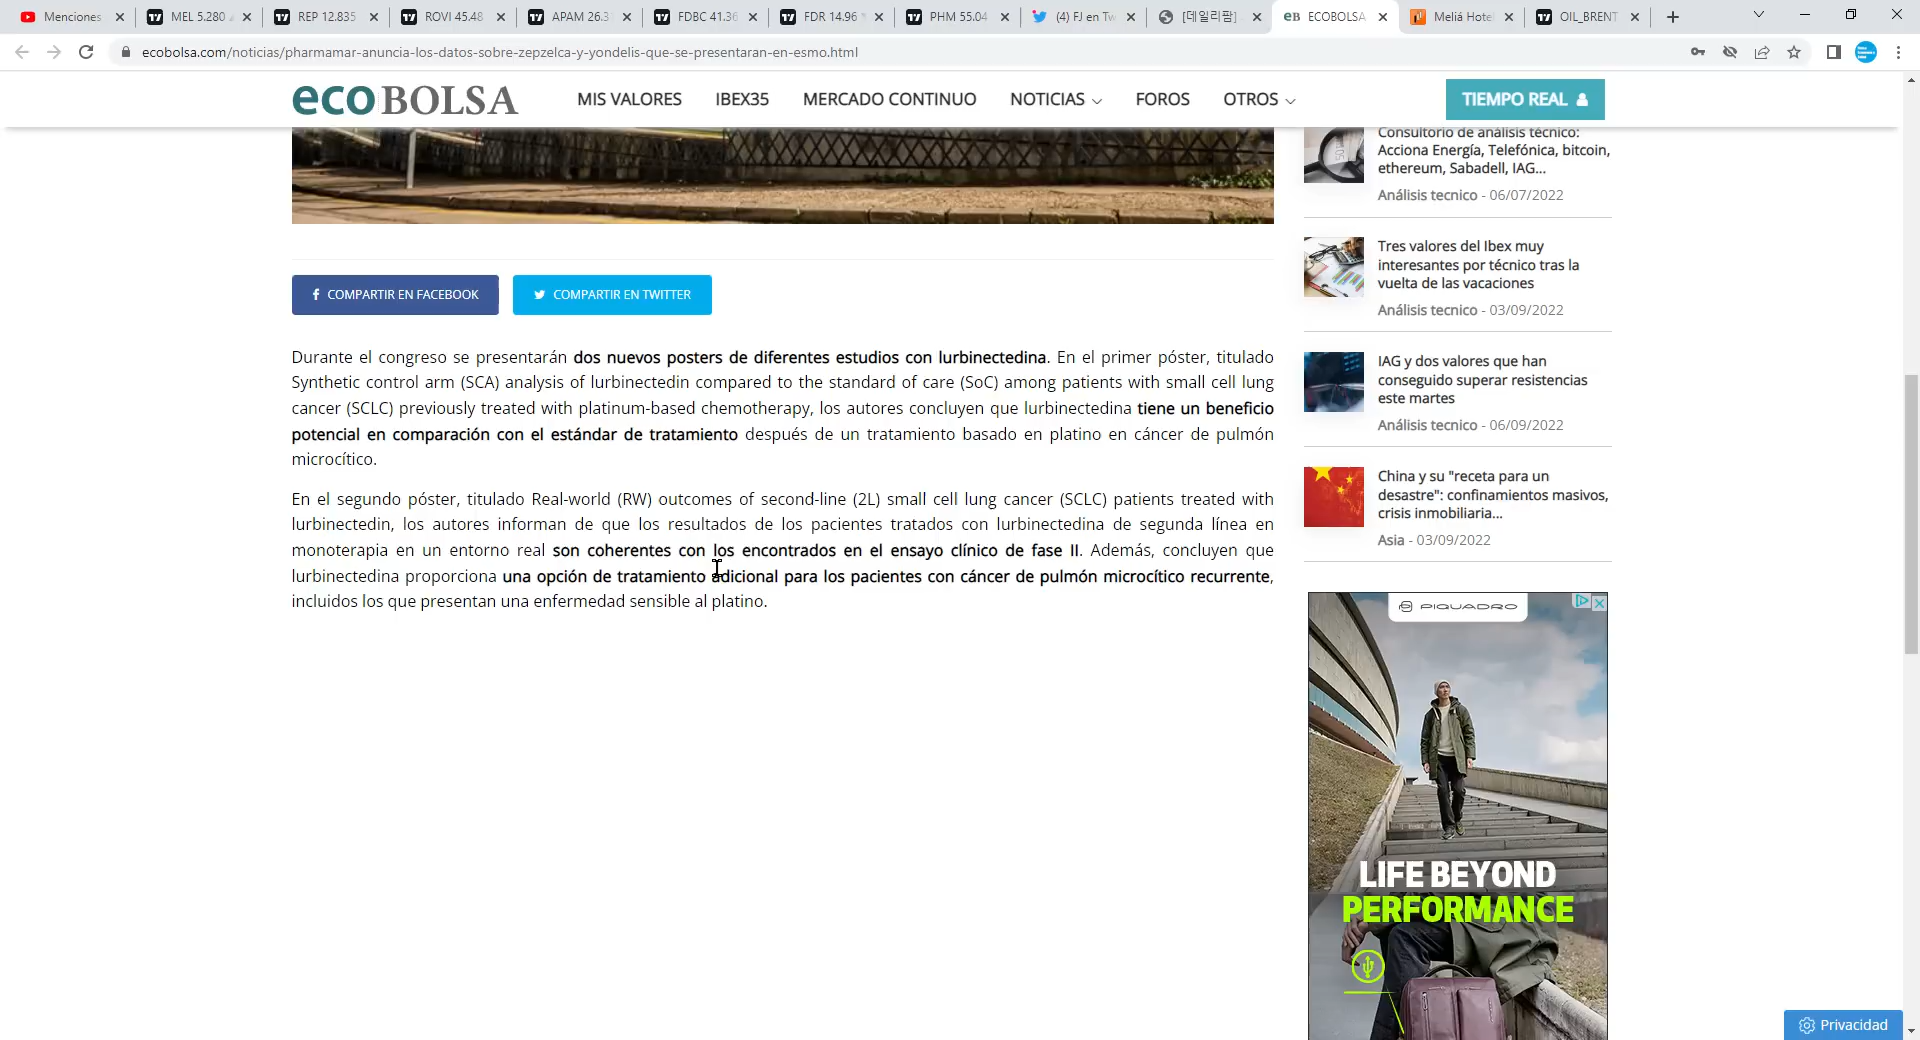 Menciones
MEL 5.280
REP 12.835
ROVI 45.48
APAM 26.3
FDBC 41.36
FDR 14.96
PHM 55.04
(4) FJ en Tw
[데일리팜]
ECOBOLSA
Meliá Hote
OIL_BRENT
ecobolsa.com/noticias/pharmamar-anuncia-los-datos-sobre-zepzelca-y-yondelis-que-se-presentaran-en-esmo.html
ecoBOLSA
MIS VALORES
IBEX35
MERCADO CONTINUO
NOTICIAS
FOROS
OTROS
TIEMPO REAL
COMPARTIR EN FACEBOOK
COMPARTIR EN TWITTER
Durante el congreso se presentarán dos nuevos posters de diferentes estudios con lurbinectedina. En el primer póster, titulado
Synthetic control arm (SCA) analysis of lurbinectedin compared to the standard of care (SoC) among patients with small cell lung
cancer (SCLC) previously treated with platinum-based chemotherapy, los autores concluyen que lurbinectedina tiene un beneficio
potencial en comparación con el estándar de tratamiento después de un tratamiento basado en platino en cáncer de pulmón
microcítico.
En el segundo póster, titulado Real-world (RW) outcomes of second-line (2L) small cell lung cancer (SCLC) patients treated with
lurbinectedin, los autores informan de que los resultados de los pacientes tratados con lurbinectedina de segunda línea en
monoterapia en un entorno real son coherentes con los encontrados en el ensayo clínico de fase II. Además, concluyen que
lurbinectedina proporciona una opción de tratamiento adicional para los pacientes con cáncer de pulmón microcítico recurrente,
incluidos los que presentan una enfermedad sensible al platino.
Consultorio de análisis técnico:
Acciona Energía, Telefónica, bitcoin,
ethereum, Sabadell, IAG...
Análisis tecnico - 06/07/2022
Tres valores del Ibex muy
interesantes por técnico tras la
vuelta de las vacaciones
Análisis tecnico - 03/09/2022
IAG y dos valores que han
conseguido superar resistencias
este martes
Análisis tecnico - 06/09/2022
China y su "receta para un
desastre": confinamientos masivos,
crisis inmobiliaria...
Asia - 03/09/2022
PIQUADRO
LIFE BEYOND
PERFORMANCE
Privacidad